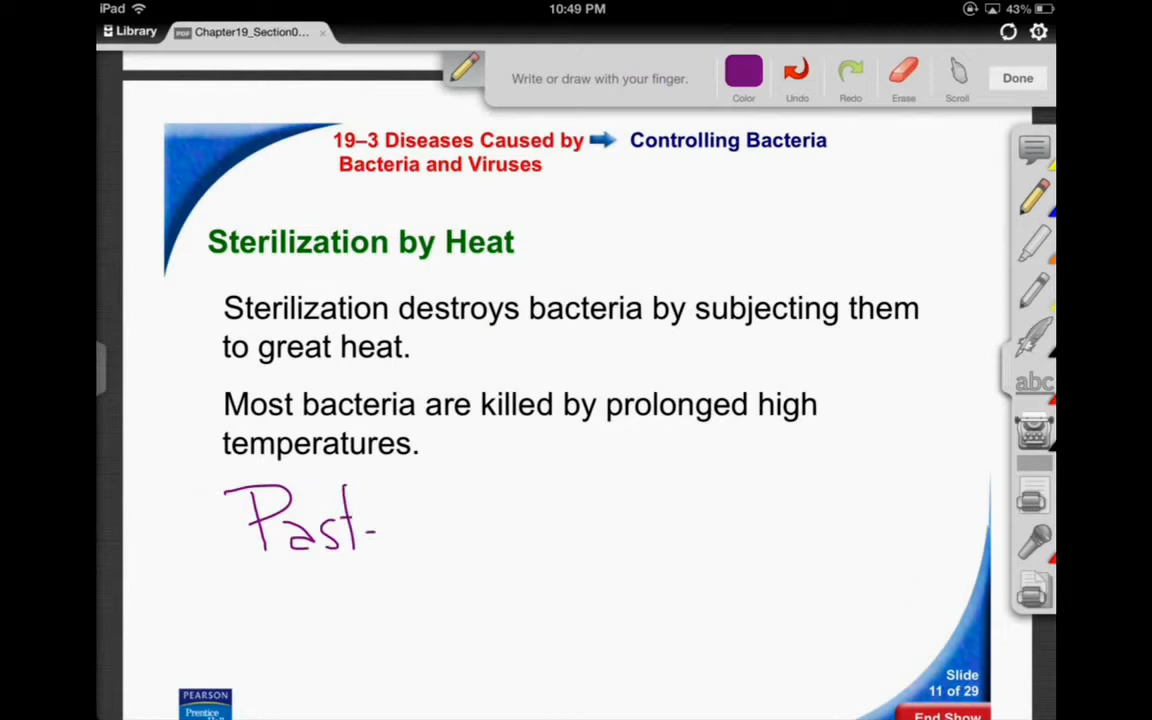 iPad
10:49 PM
43%
Library
PDF
Chapter19_Section0...
Write or draw with your finger.
Color
Undo
Redo
Erase
Scroll
Done
19–3 Diseases Caused by
Bacteria and Viruses
Controlling Bacteria
Sterilization by Heat
Sterilization destroys bacteria by subjecting them
to great heat.
Most bacteria are killed by prolonged high
temperatures.
Past-
abc
PEARSON
Prentice
Slide
11 of 29
End Show